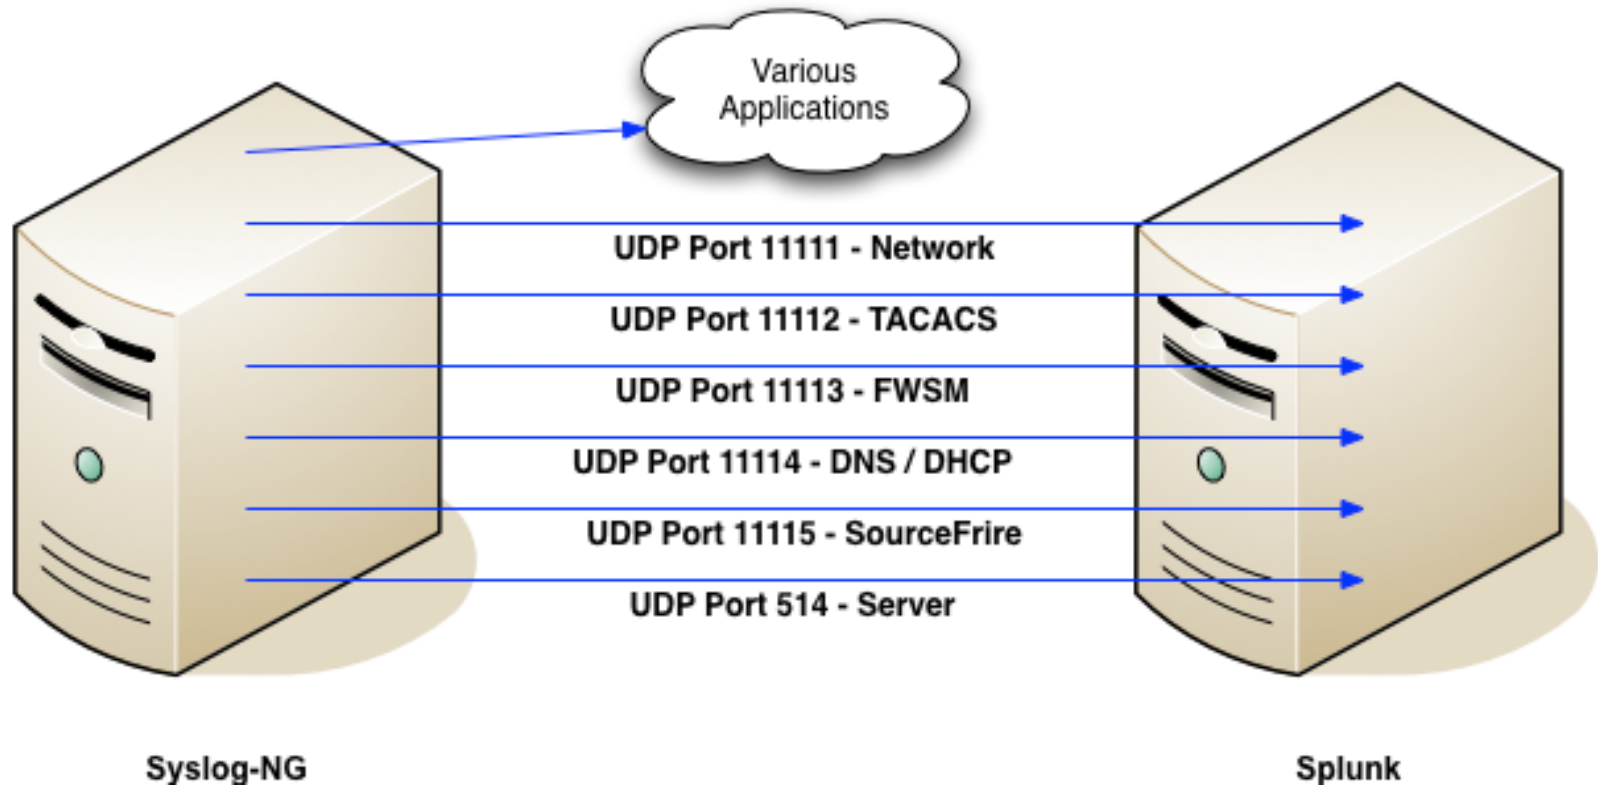 Various
Applications
UDP Port 11111 - Network
UDP Port 11112 - TACACS
UDP Port 11113 - FWSM
UDP Port 11114 - DNS / DHCP
UDP Port 11115 - SourceFrire
UDP Port 514 - Server
Syslog-NG
Splunk